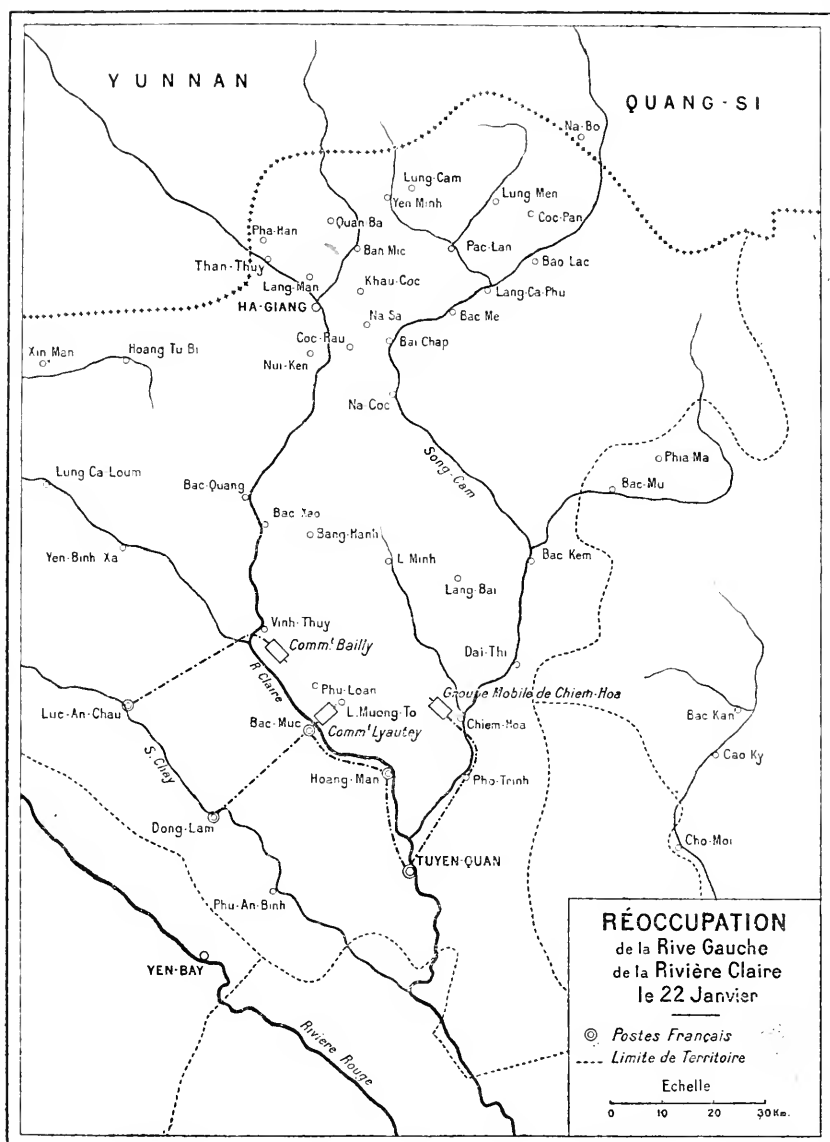 YUNNAN
QUANG-SI
Na-Bo
Lung-Cam
Yen Minh
Lung Men
Coc-Pan
Quan Ba
Pha-Han
Ban Mic
Pac-Lan
Than-Thuy
Bao Lac
Lang-Man
Khau-Coc
Lang-Ca-Phu
HA-GIANG
Na Sa
Bac Me
Coc-Rau
Bai Chap
Xin Man
Hoang Tu Bi
Nui-Ken
Na-Coc
Song-Cam
Phia Ma
Lung Ca-Loum
Bac-Quang
Bac-Mu
Bac Hao
Bang-Hanh
Yen-Binh Xa
L. Minh
Bac Kem
Lang-Bai
Vinh-Thuy
Commt Bailly
Dai-Thi
R. Claire
Phu-Loan
Groupe Mobile de Chiem-Hoa
Luc-An-Chau
L. Mueng-To
Bac Kan
Bac-Muc
Commt Lyautey
Chiem-Hoa
S. Chay
Cao Ky
Hoang-Man
Pho-Trinh
Dong-Lam
Cho-Moi
TUYEN-QUAN
Phu-An-Binh
YEN-BAY
Rivière Rouge
RÉOCCUPATION
de la Rive Gauche
de la Rivière Claire
le 22 Janvier
Postes Français
Limite de Territoire
Echelle
0 10 20 30 Km.